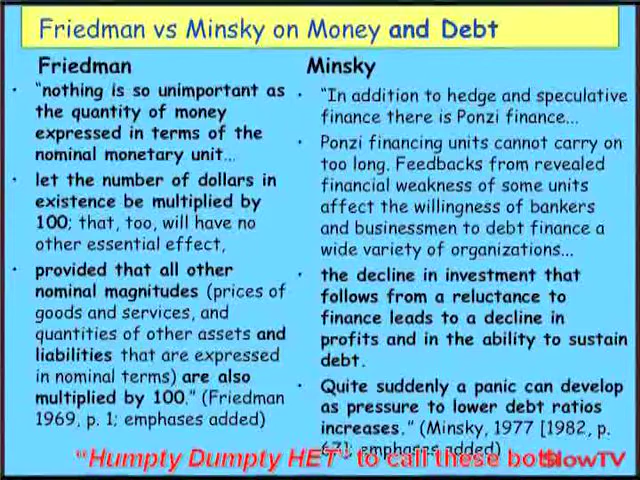 Friedman vs Minsky on Money and Debt
Friedman
• "nothing is so unimportant as
the quantity of money
expressed in terms of the
nominal monetary unit…
• let the number of dollars in
existence be multiplied by
100; that, too, will have no
other essential effect,
• provided that all other
nominal magnitudes (prices of
goods and services, and
quantities of other assets and
liabilities that are expressed
in nominal terms) are also
multiplied by 100." (Friedman
1969, p. 1; emphases added)
Minsky
• "In addition to hedge and speculative
finance there is Ponzi finance…
• Ponzi financing units cannot carry on
too long. Feedbacks from revealed
financial weakness of some units
affect the willingness of bankers
and businessmen to debt finance a
wide variety of organizations…
• the decline in investment that
follows from a reluctance to
finance leads to a decline in
profits and in the ability to sustain
debt.
• Quite suddenly a panic can develop
as pressure to lower debt ratios
increases." (Minsky, 1977 [1982, p.
67]; emphases added)
"Humpty Dumpty HET" to call these both
SlowTV